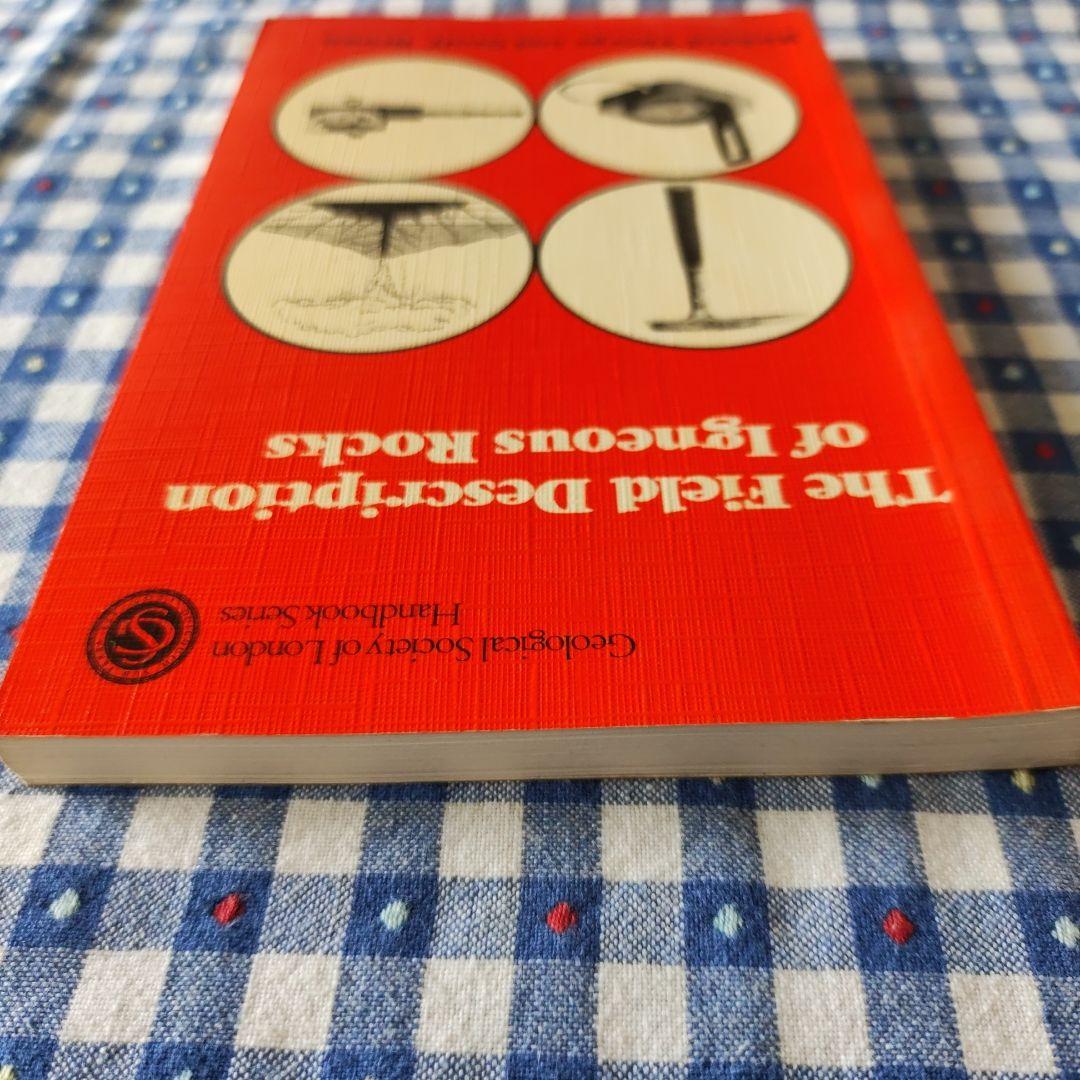 Geological Society of London
Handbook Series
The Field Description
of Igneous Rocks